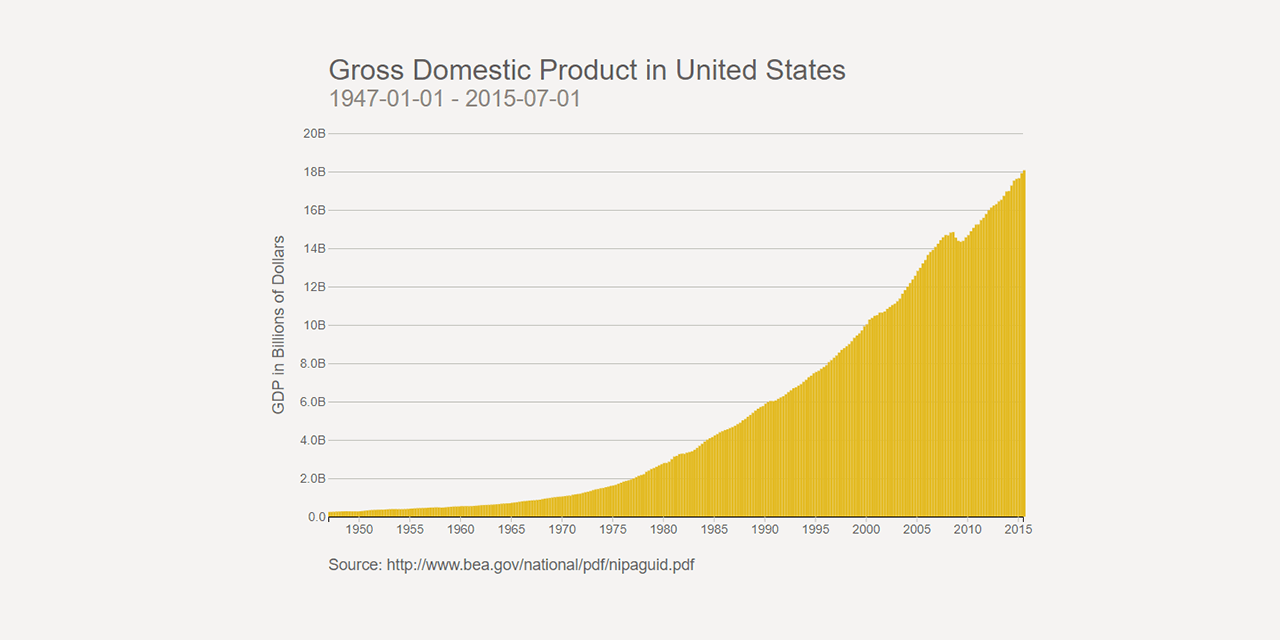 Gross Domestic Product in United States
1947-01-01 - 2015-07-01
GDP in Billions of Dollars
20B
18B
16B
14B
12B
10B
8.0B
6.0B
4.0B
2.0B
0.0
1950 1955 1960 1965 1970 1975 1980 1985 1990 1995 2000 2005 2010 2015
Source: http://www.bea.gov/national/pdf/nipaguid.pdf